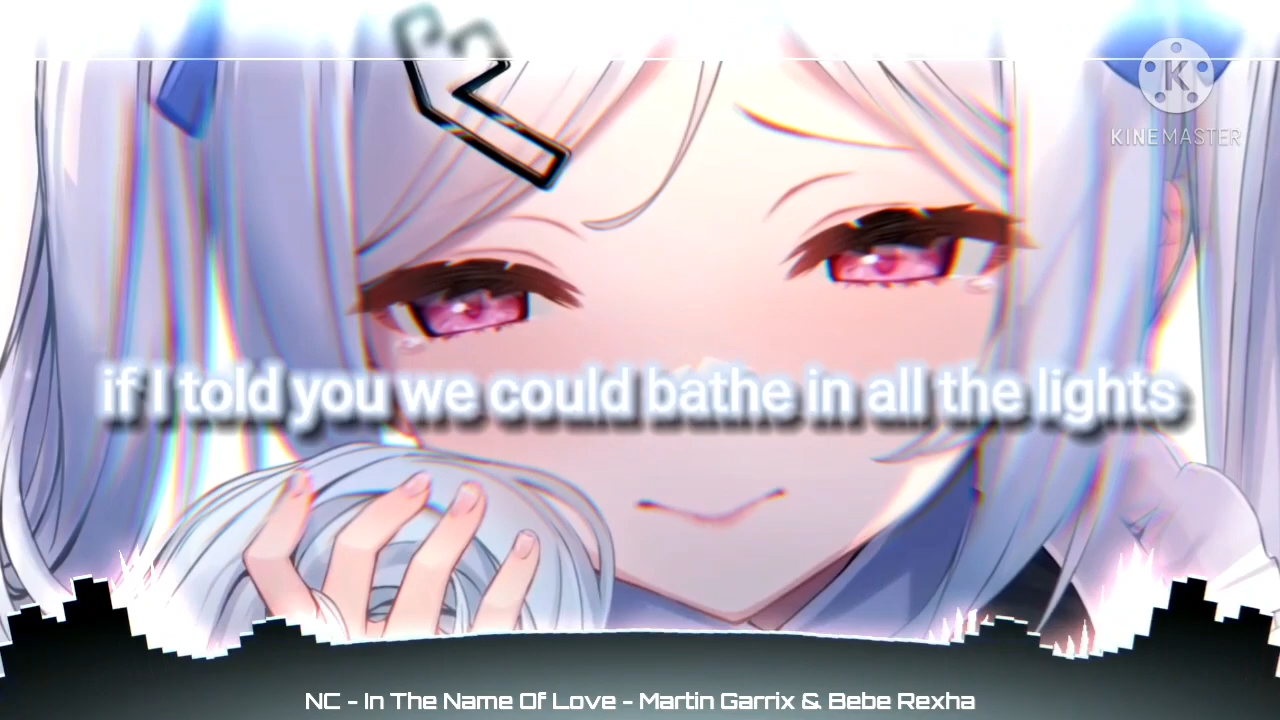 K
KINEMASTER
if I told you we could bathe in all the lights
NC - In The Name Of Love - Martin Garrix & Bebe Rexha